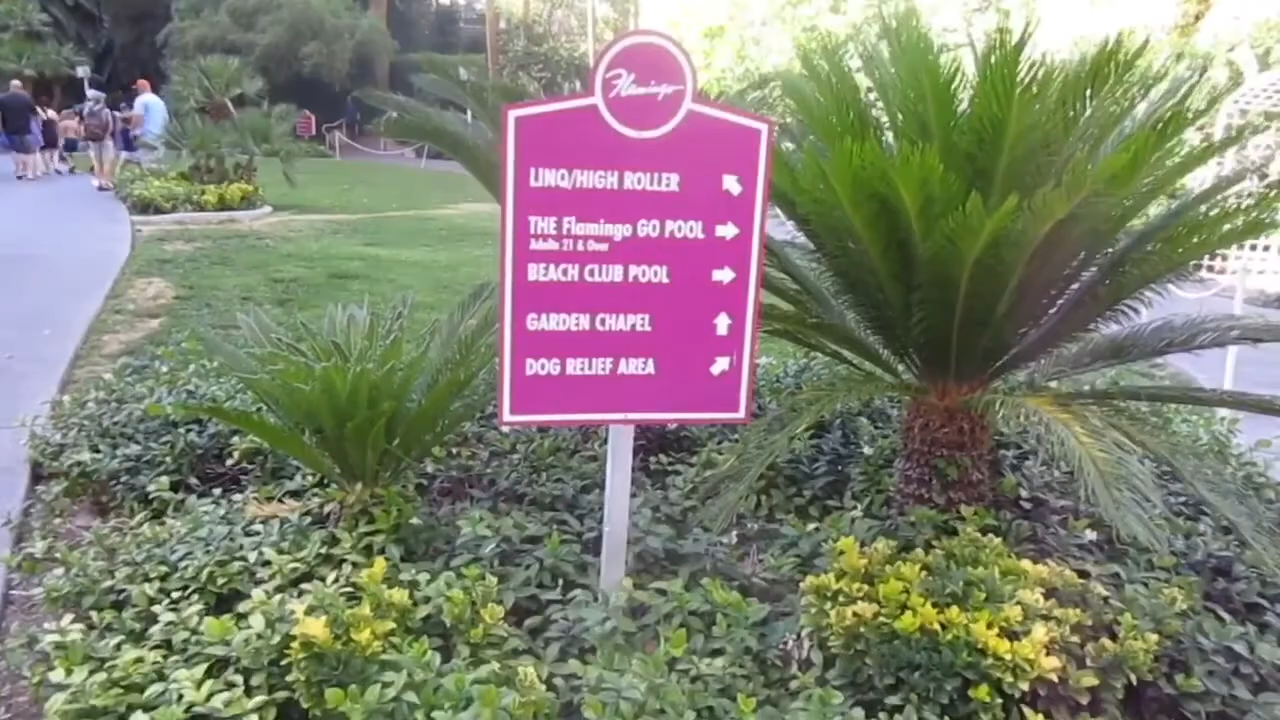 Flamingo
LINQ/HIGH ROLLER
THE Flamingo GO POOL
Adults 21 & Over
BEACH CLUB POOL
GARDEN CHAPEL
DOG RELIEF AREA